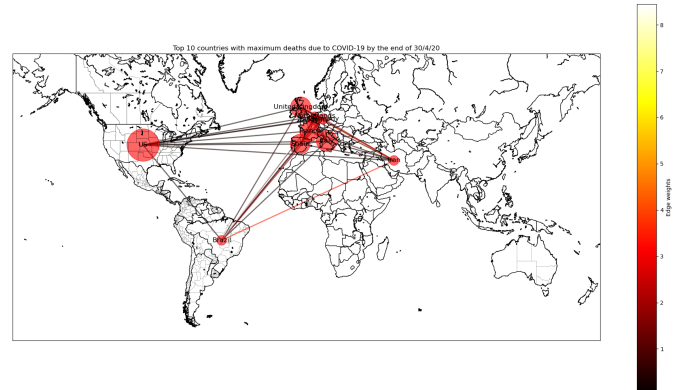 Top 10 countries with maximum deaths due to COVID-19 by the end of 30/4/20
United Kingdom
US
Spain
Iran
Brazil
8
7
6
5
4
3
2
1
Edge weights